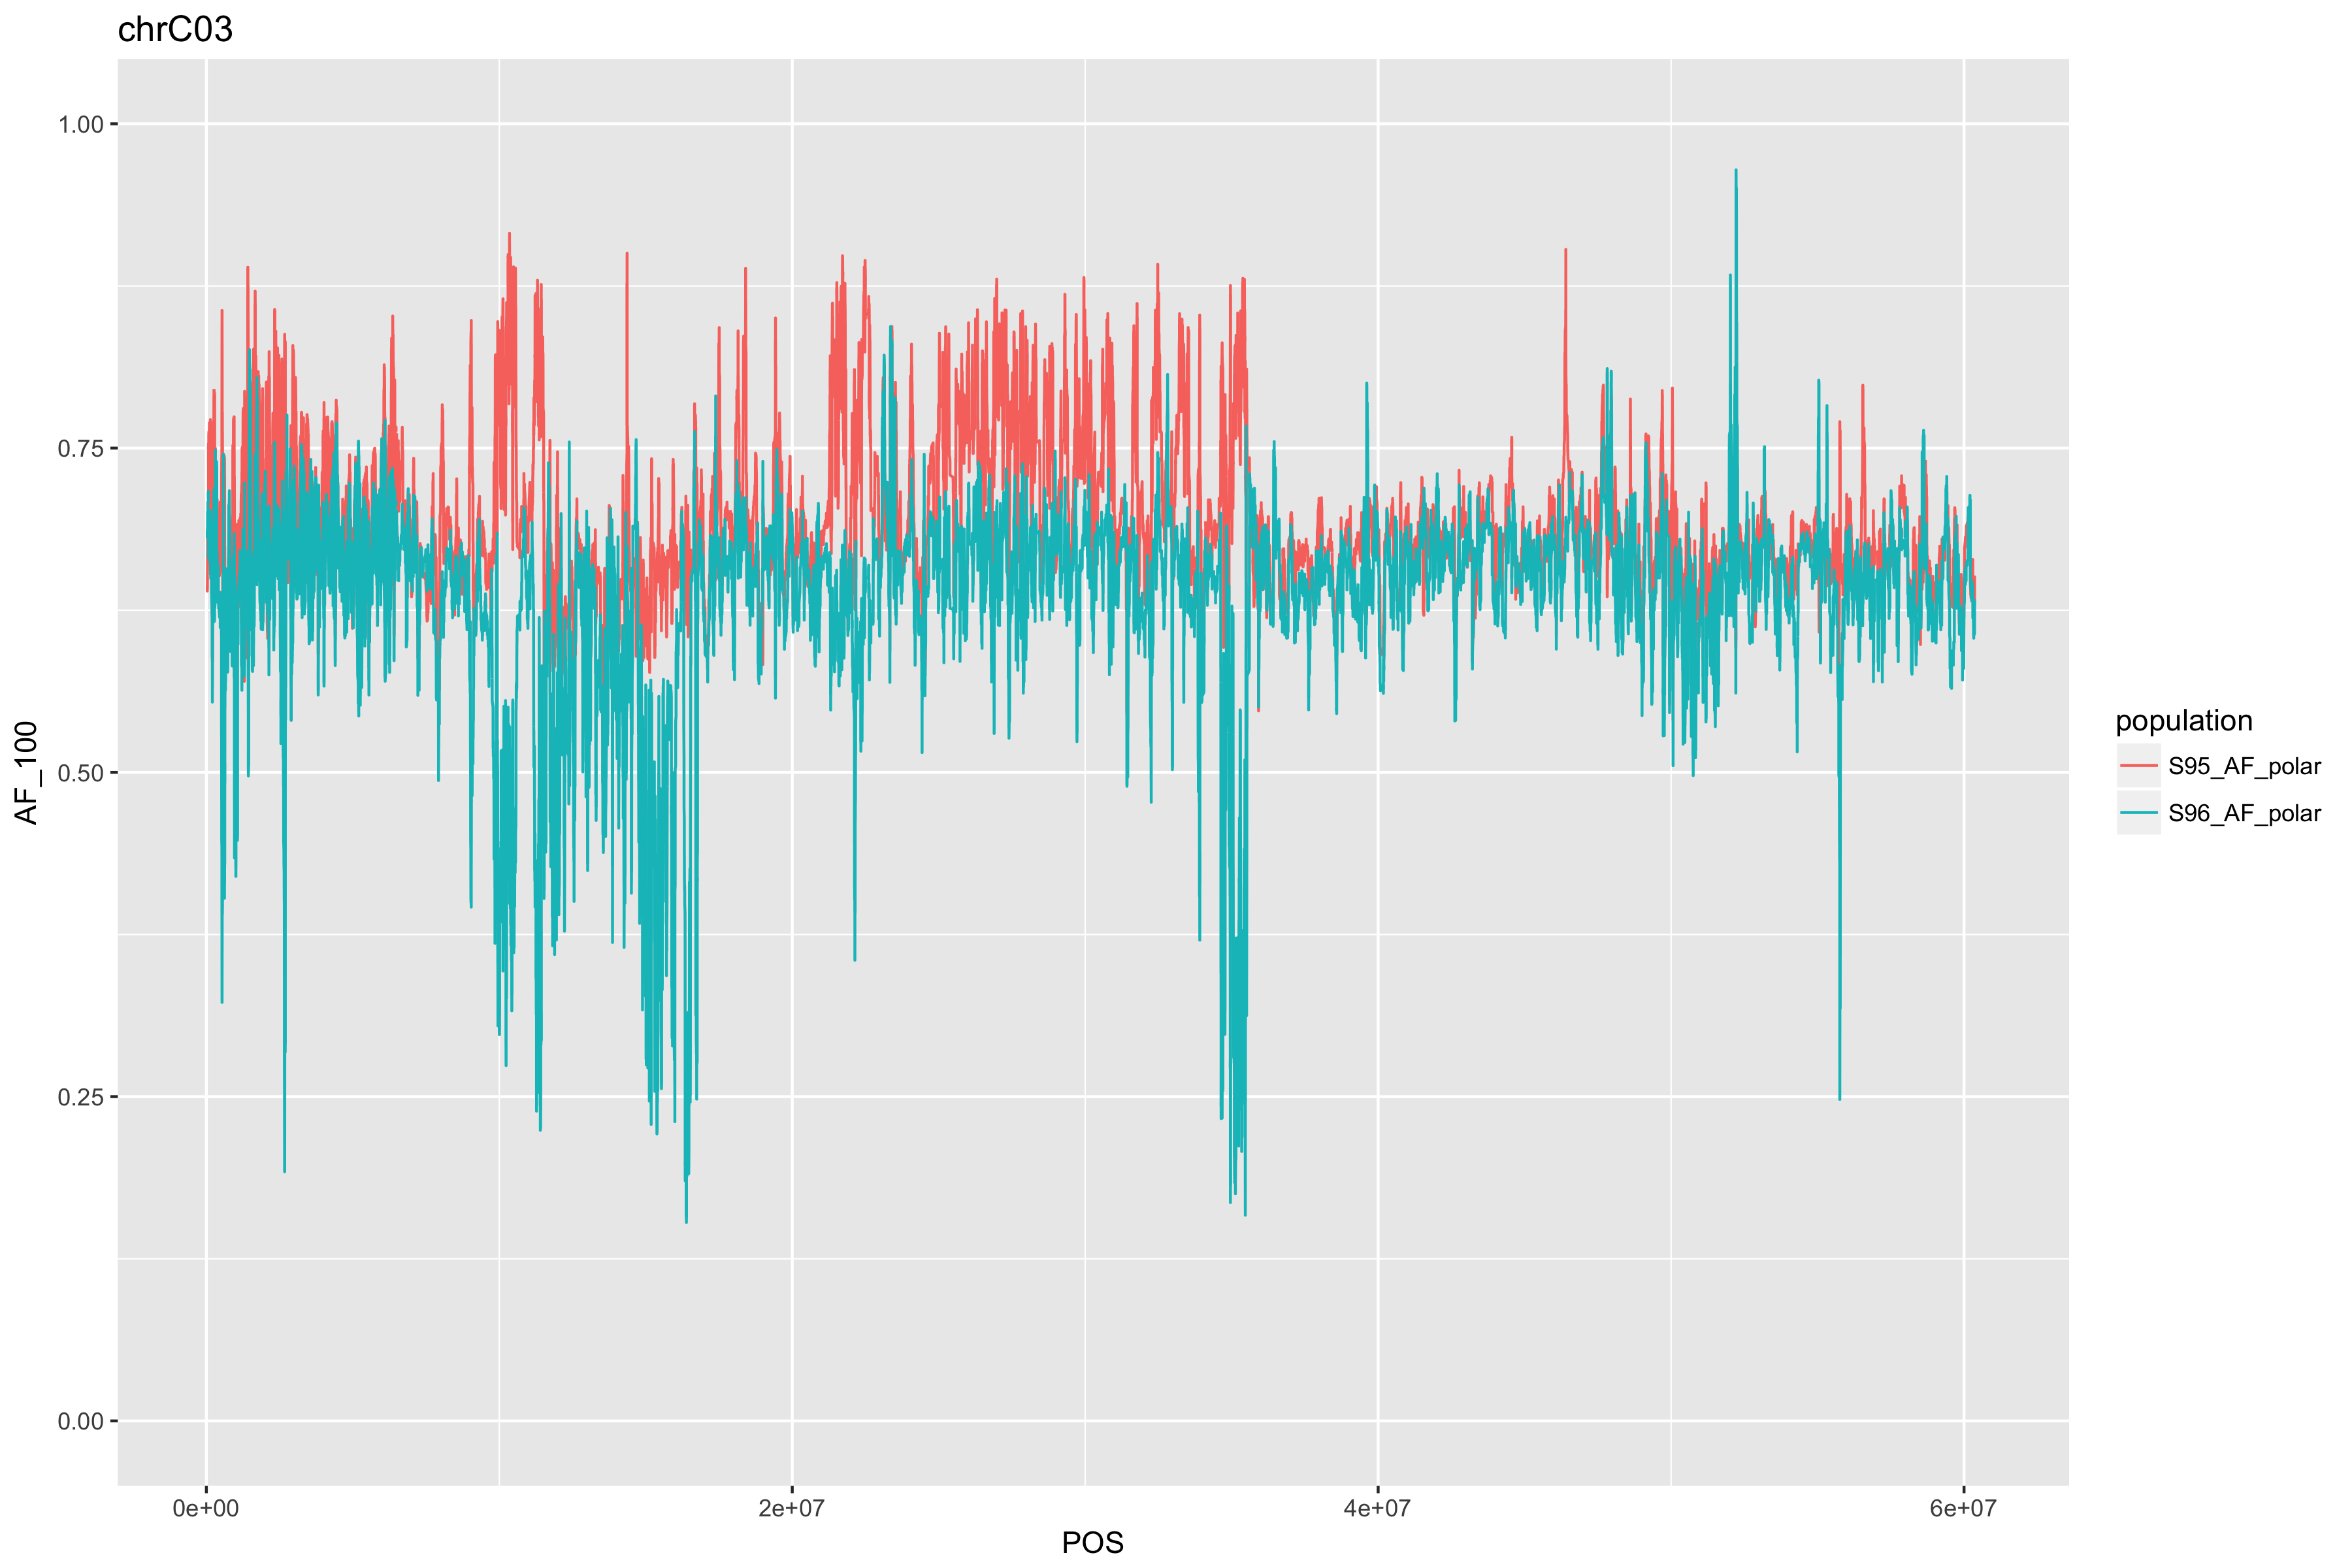 chrC03
1.00
0.75
0.50
0.25
0.00
AF_100
0e+00
2e+07
4e+07
6e+07
POS
population
S95_AF_polar
S96_AF_polar